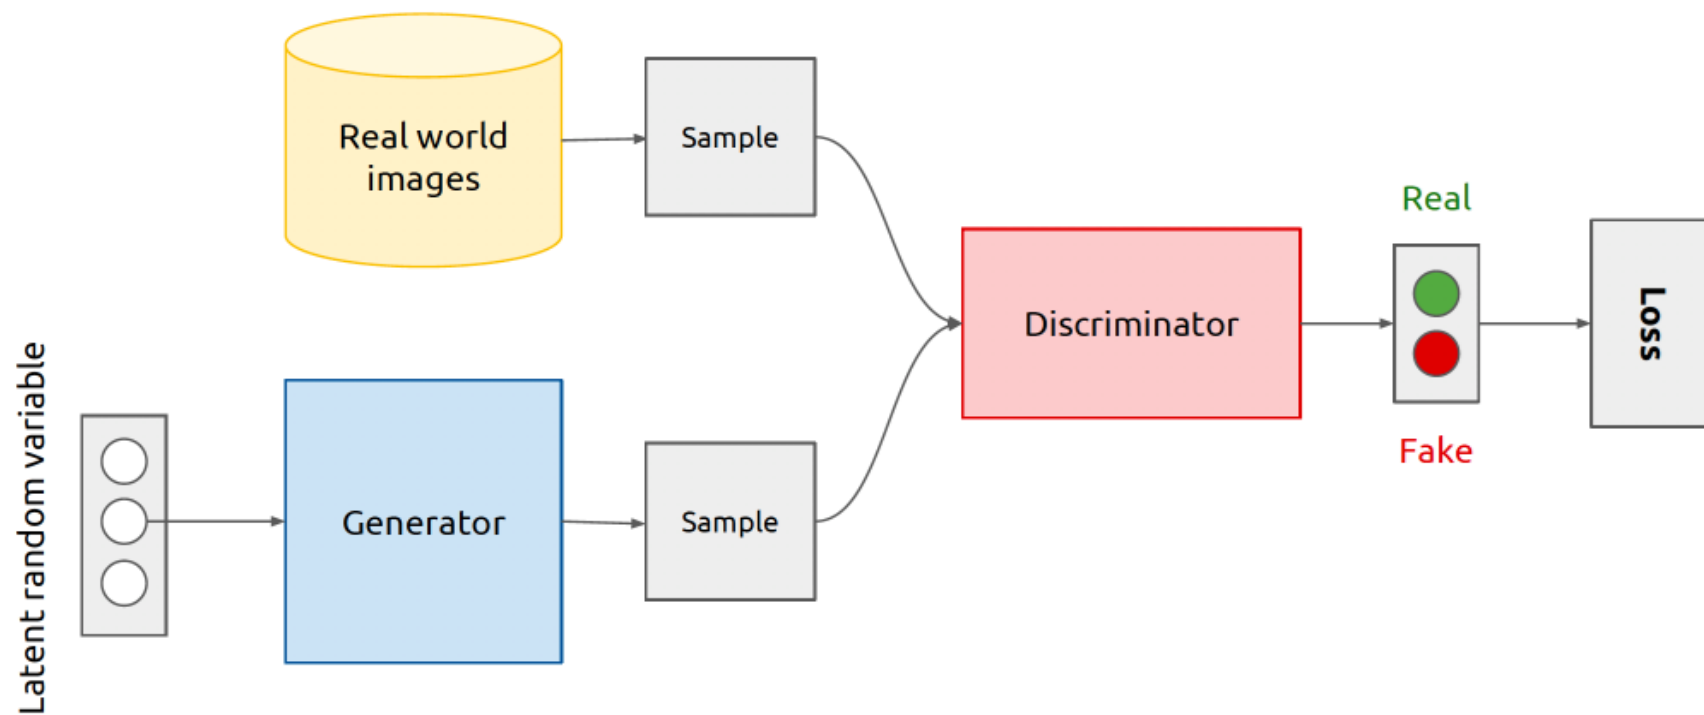 Real world
images
Sample
Real
Discriminator
Loss
Fake
Latent random variable
Generator
Sample